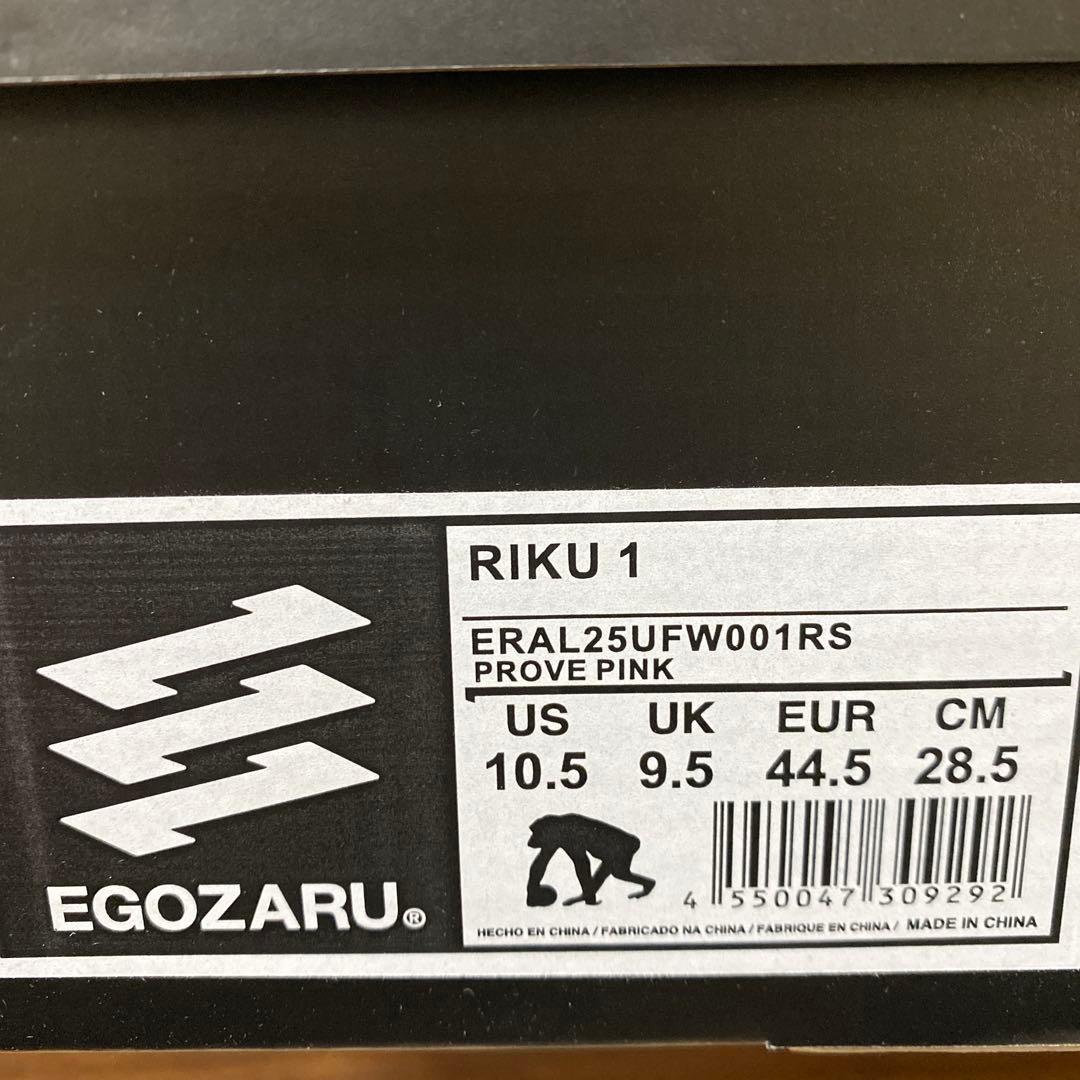 RIKU 1
ERAL25UFW001RS
PROVE PINK
US UK EUR CM
10.5 9.5 44.5 28.5
4 550047 309292
HECHO EN CHINA / FABRICADO NA CHINA / FABRIQUE EN CHINA / MADE IN CHINA
EGOZARU®